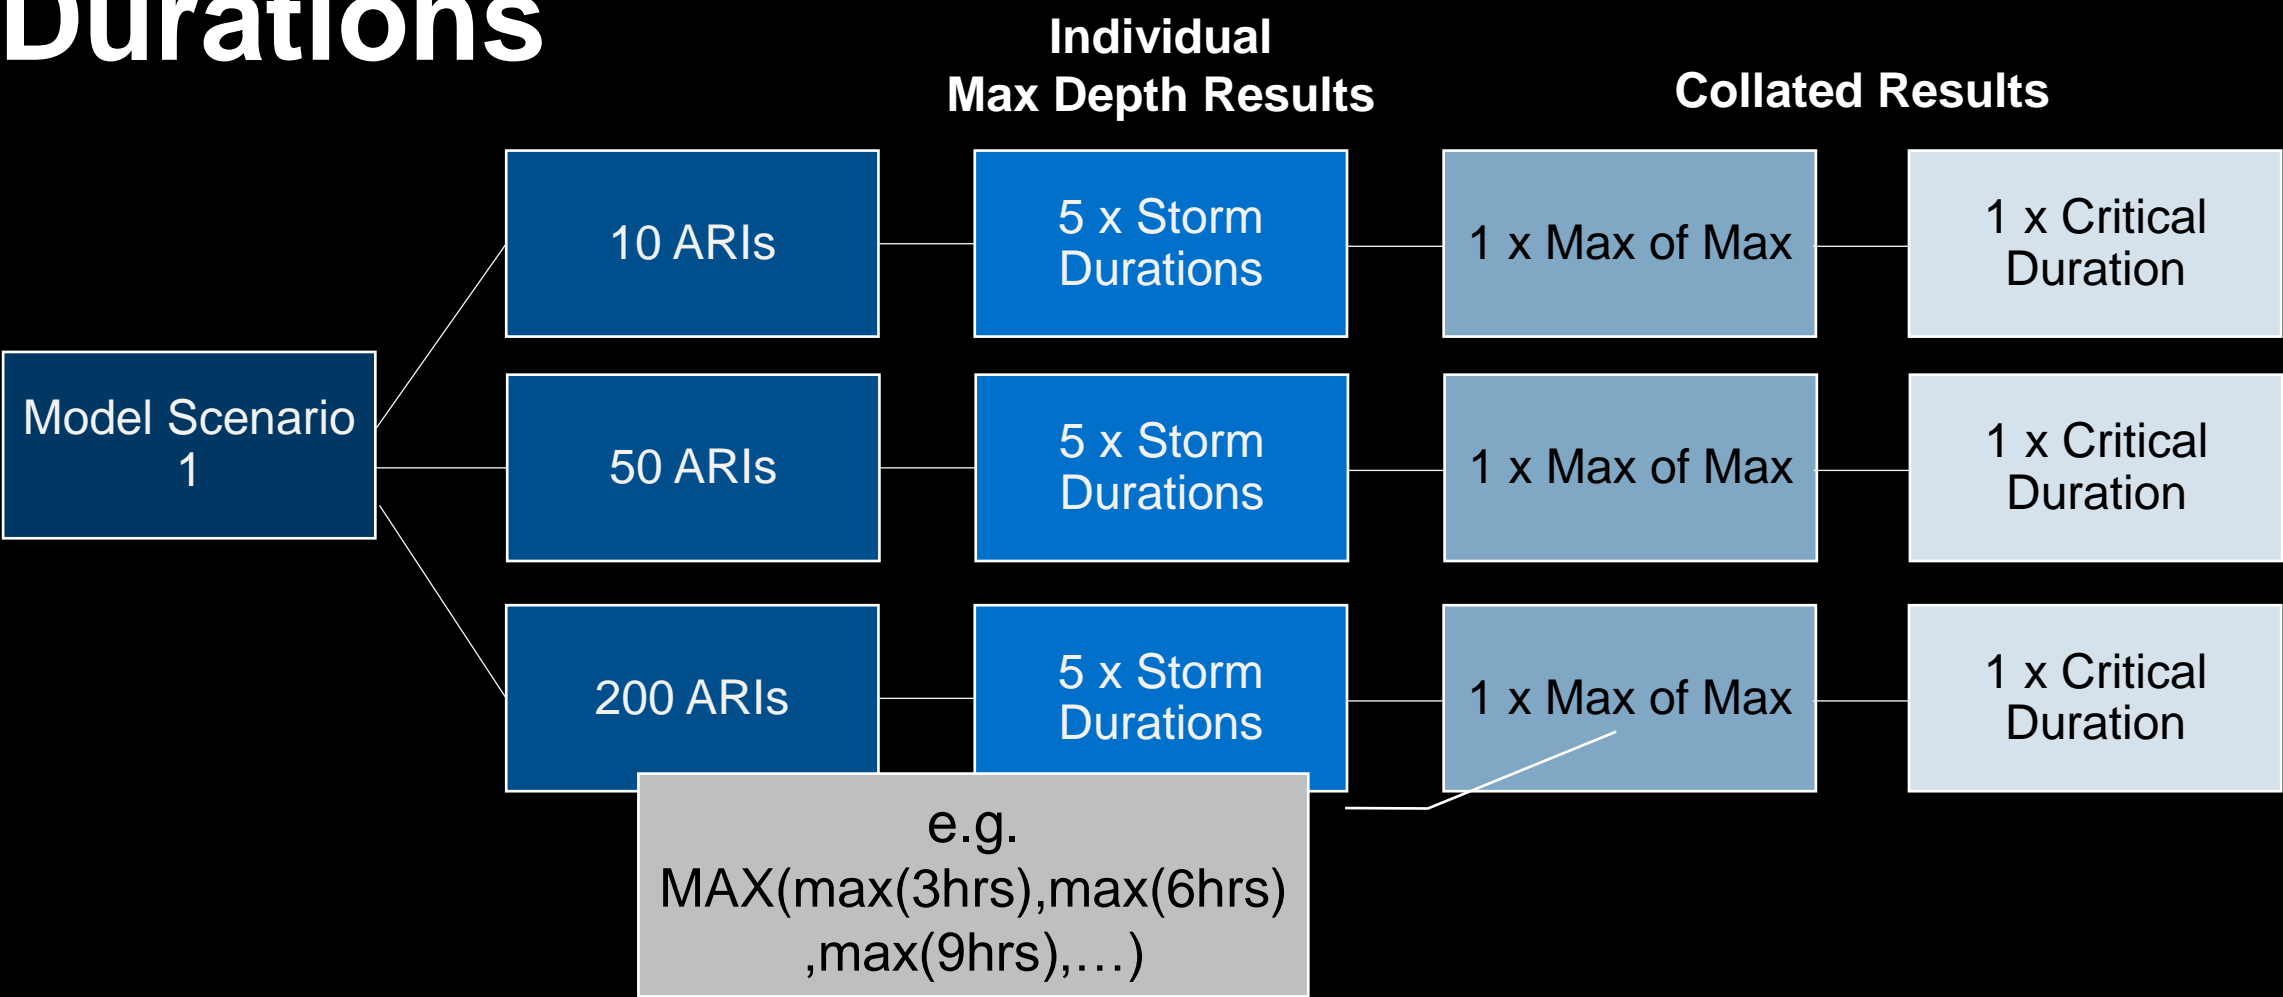 Durations
Individual
Max Depth Results
Collated Results
10 ARIs
5 x Storm
Durations
1 x Max of Max
1 x Critical
Duration
Model Scenario
1
50 ARIs
5 x Storm
Durations
1 x Max of Max
1 x Critical
Duration
200 ARIs
5 x Storm
Durations
1 x Max of Max
1 x Critical
Duration
e.g.
MAX(max(3hrs),max(6hrs)
,max(9hrs),…)